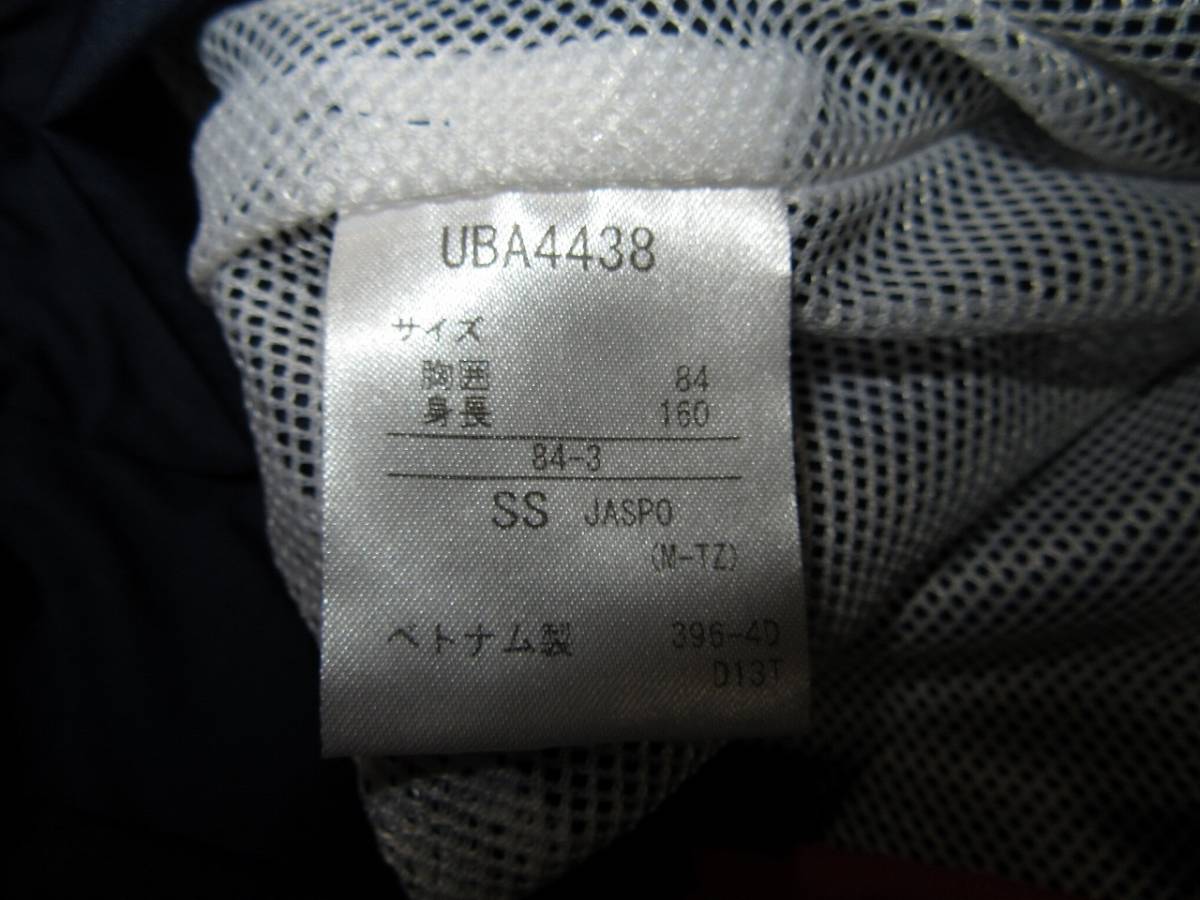 UBA4438
サイズ
胸囲 84
身長 160
84-3
SS JASPO
(M-TZ)
ベトナム製 396-4D
D13T